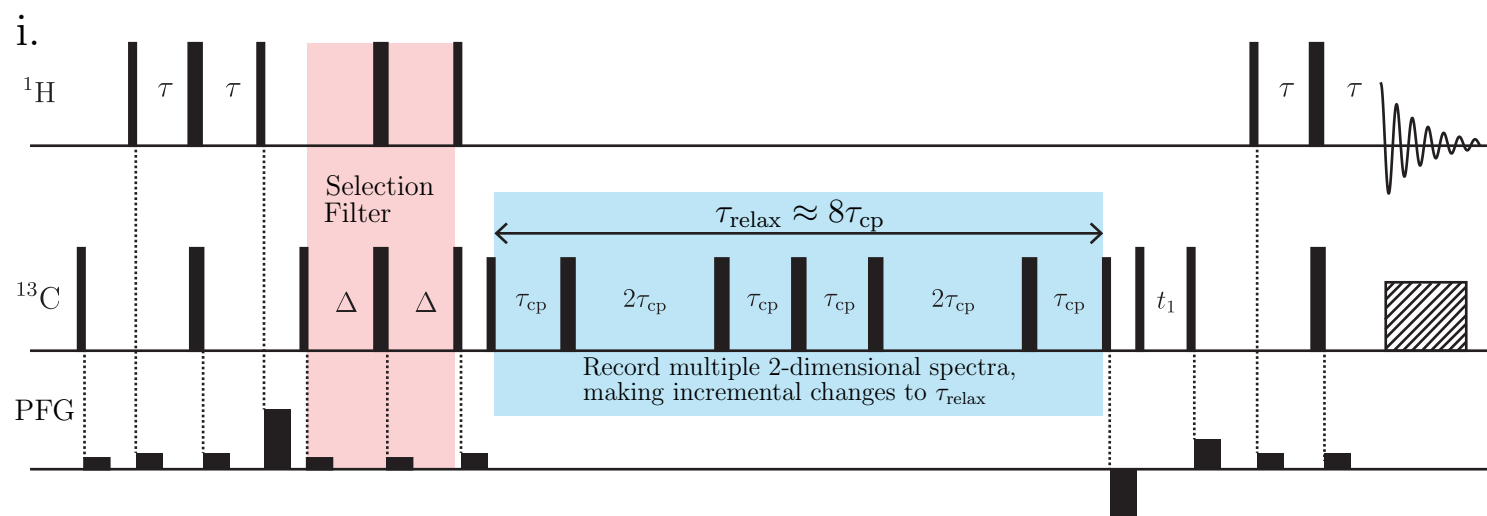 i.
¹H
τ τ τ τ
Selection
Filter
τ_relax ≈ 8τ_cp
¹³C
Δ Δ τ_cp 2τ_cp τ_cp τ_cp 2τ_cp τ_cp t₁
Record multiple 2-dimensional spectra,
making incremental changes to τ_relax
PFG